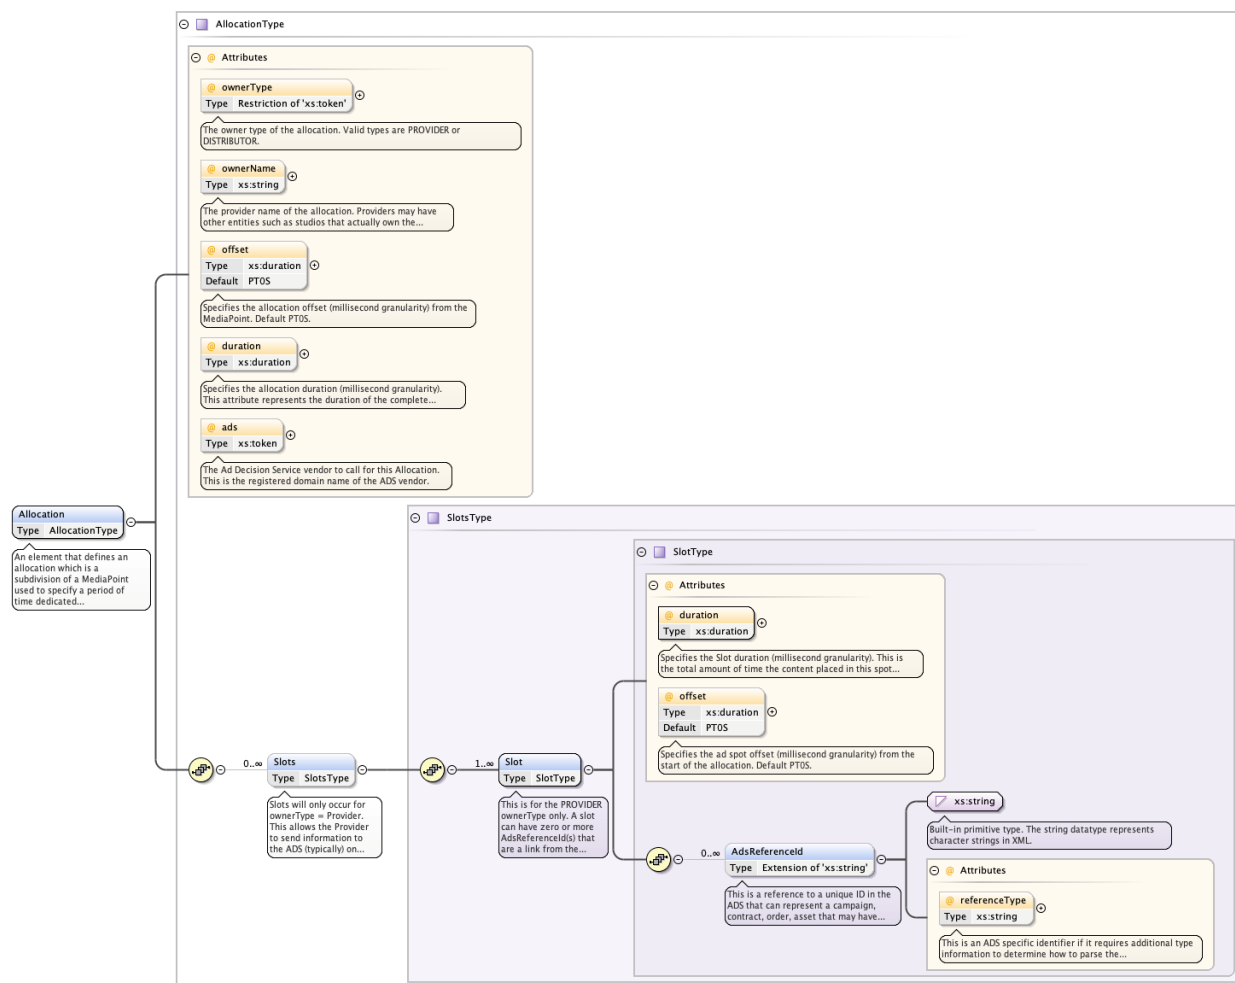 AllocationType
@ Attributes
@ ownerType
Type Restriction of 'xs:token'
The owner type of the allocation. Valid types are PROVIDER or
DISTRIBUTOR.
@ ownerName
Type xs:string
The provider name of the allocation. Providers may have
other entities such as studios that actually own the...
@ offset
Type xs:duration
Default PT0S
Specifies the allocation offset (millisecond granularity) from the
MediaPoint. Default PT0S.
@ duration
Type xs:duration
Specifies the allocation duration (millisecond granularity).
This attribute represents the duration of the complete...
@ ads
Type xs:token
The Ad Decision Service vendor to call for this Allocation.
This is the registered domain name of the ADS vendor.
Allocation
Type AllocationType
An element that defines an
allocation which is a
subdivision of a MediaPoint
used to specify a period of
time dedicated...
0..∞
Slots
Type SlotsType
Slots will only occur for
ownerType = Provider.
This allows the Provider
to send information to
the ADS (typically) on...
SlotsType
1..∞
Slot
Type SlotType
This is for the PROVIDER
ownerType only. A slot
can have zero or more
AdsReferenceId(s) that
are a link from the...
SlotType
@ Attributes
@ duration
Type xs:duration
Specifies the Slot duration (millisecond granularity). This is
the total amount of time the content placed in this spot...
@ offset
Type xs:duration
Default PT0S
Specifies the ad spot offset (millisecond granularity) from the
start of the allocation. Default PT0S.
0..∞
AdsReferenceId
Type Extension of 'xs:string'
This is a reference to a unique ID in the
ADS that can represent a campaign,
contract, order, asset that may have...
xs:string
Built-in primitive type. The string datatype represents
character strings in XML.
@ Attributes
@ referenceType
Type xs:string
This is an ADS specific identifier if it requires additional type
information to determine how to parse the...